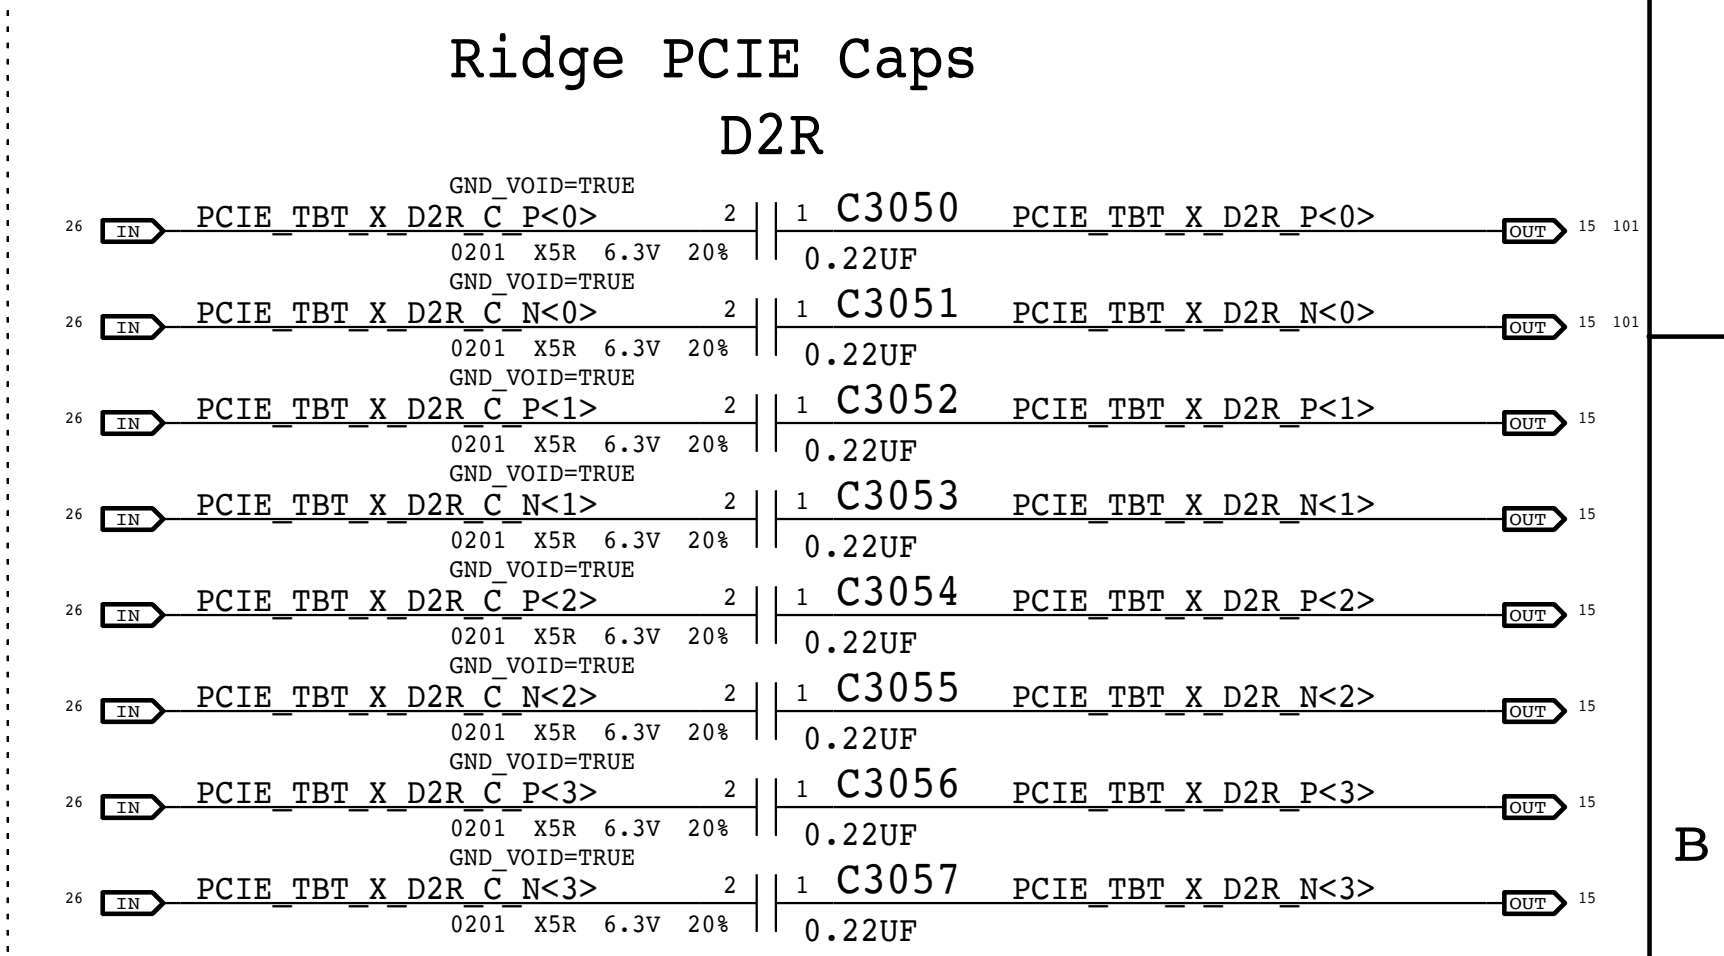 Ridge PCIE Caps
D2R
GND_VOID=TRUE
26 IN PCIE_TBT_X_D2R_C_P<0> 2 1 C3050 PCIE_TBT_X_D2R_P<0> OUT 15 101
0201 X5R 6.3V 20% 0.22UF
GND_VOID=TRUE
26 IN PCIE_TBT_X_D2R_C_N<0> 2 1 C3051 PCIE_TBT_X_D2R_N<0> OUT 15 101
0201 X5R 6.3V 20% 0.22UF
GND_VOID=TRUE
26 IN PCIE_TBT_X_D2R_C_P<1> 2 1 C3052 PCIE_TBT_X_D2R_P<1> OUT 15
0201 X5R 6.3V 20% 0.22UF
GND_VOID=TRUE
26 IN PCIE_TBT_X_D2R_C_N<1> 2 1 C3053 PCIE_TBT_X_D2R_N<1> OUT 15
0201 X5R 6.3V 20% 0.22UF
GND_VOID=TRUE
26 IN PCIE_TBT_X_D2R_C_P<2> 2 1 C3054 PCIE_TBT_X_D2R_P<2> OUT 15
0201 X5R 6.3V 20% 0.22UF
GND_VOID=TRUE
26 IN PCIE_TBT_X_D2R_C_N<2> 2 1 C3055 PCIE_TBT_X_D2R_N<2> OUT 15
0201 X5R 6.3V 20% 0.22UF
GND_VOID=TRUE
26 IN PCIE_TBT_X_D2R_C_P<3> 2 1 C3056 PCIE_TBT_X_D2R_P<3> OUT 15
0201 X5R 6.3V 20% 0.22UF
B
GND_VOID=TRUE
26 IN PCIE_TBT_X_D2R_C_N<3> 2 1 C3057 PCIE_TBT_X_D2R_N<3> OUT 15
0201 X5R 6.3V 20% 0.22UF